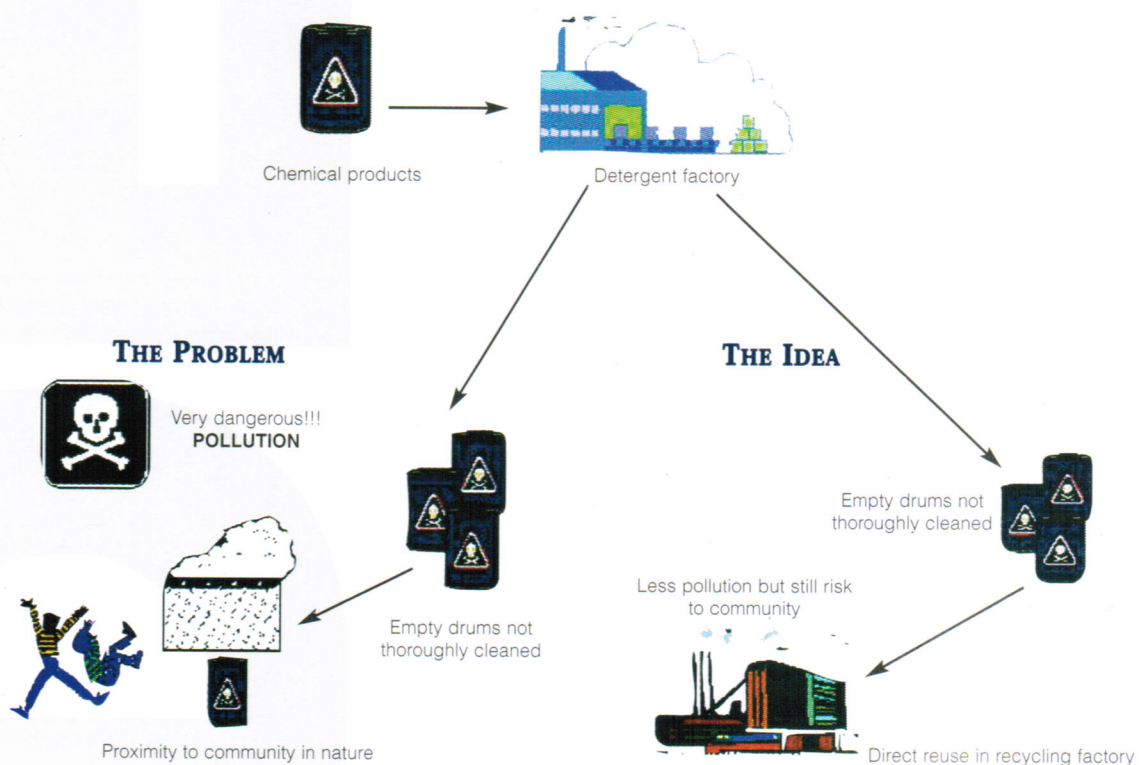 Chemical products
Detergent factory
THE PROBLEM
Very dangerous!!!
POLLUTION
Empty drums not
thoroughly cleaned
Proximity to community in nature
THE IDEA
Empty drums not
thoroughly cleaned
Less pollution but still risk
to community
Direct reuse in recycling factory